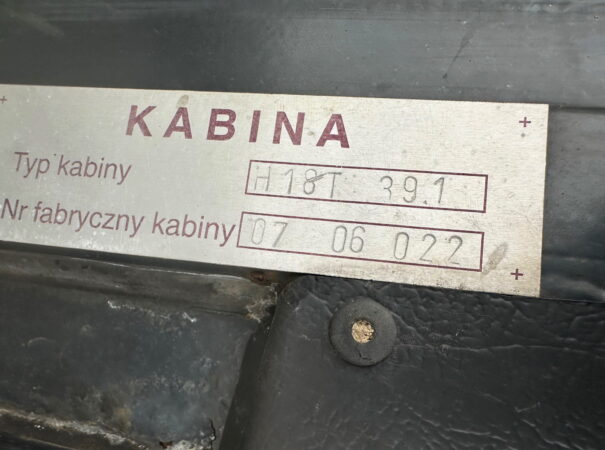 KABINA
Typ kabiny H18T 39.1
Nr fabryczny kabiny 07 06 022